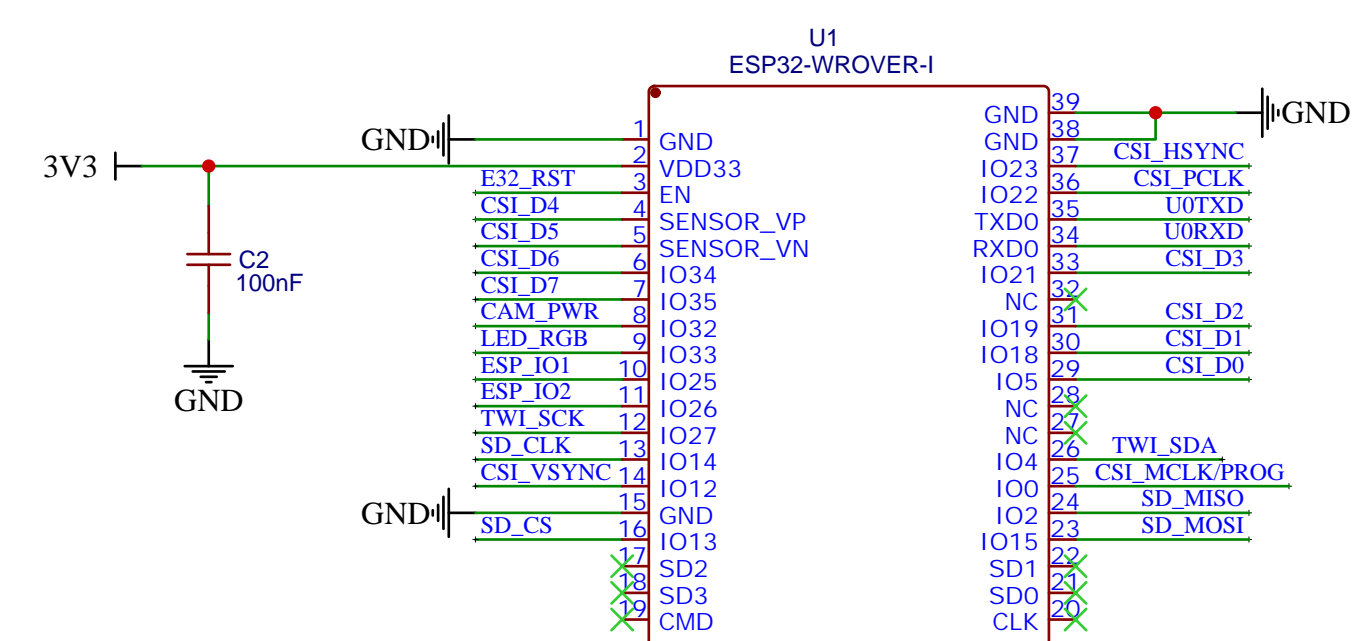 U1
ESP32-WROVER-I
GND 1 GND
3V3 2 VDD33
E32_RST 3 EN
CSI_D4 4 SENSOR_VP
CSI_D5 5 SENSOR_VN
CSI_D6 6 IO34
CSI_D7 7 IO35
CAM_PWR 8 IO32
LED_RGB 9 IO33
ESP_IO1 10 IO25
ESP_IO2 11 IO26
TWI_SCK 12 IO27
SD_CLK 13 IO14
CSI_VSYNC 14 IO12
GND 15 GND
SD_CS 16 IO13
17 SD2
18 SD3
19 CMD
C2
100nF
GND
GND 39 GND
GND 38
IO23 37 CSI_HSYNC
IO22 36 CSI_PCLK
TXD0 35 U0TXD
RXD0 34 U0RXD
IO21 33 CSI_D3
NC 32
IO19 31 CSI_D2
IO18 30 CSI_D1
IO5 29 CSI_D0
NC 28
NC 27
IO4 26 TWI_SDA
IO0 25 CSI_MCLK/PROG
IO2 24 SD_MISO
IO15 23 SD_MOSI
SD1 22
SD0 21
CLK 20